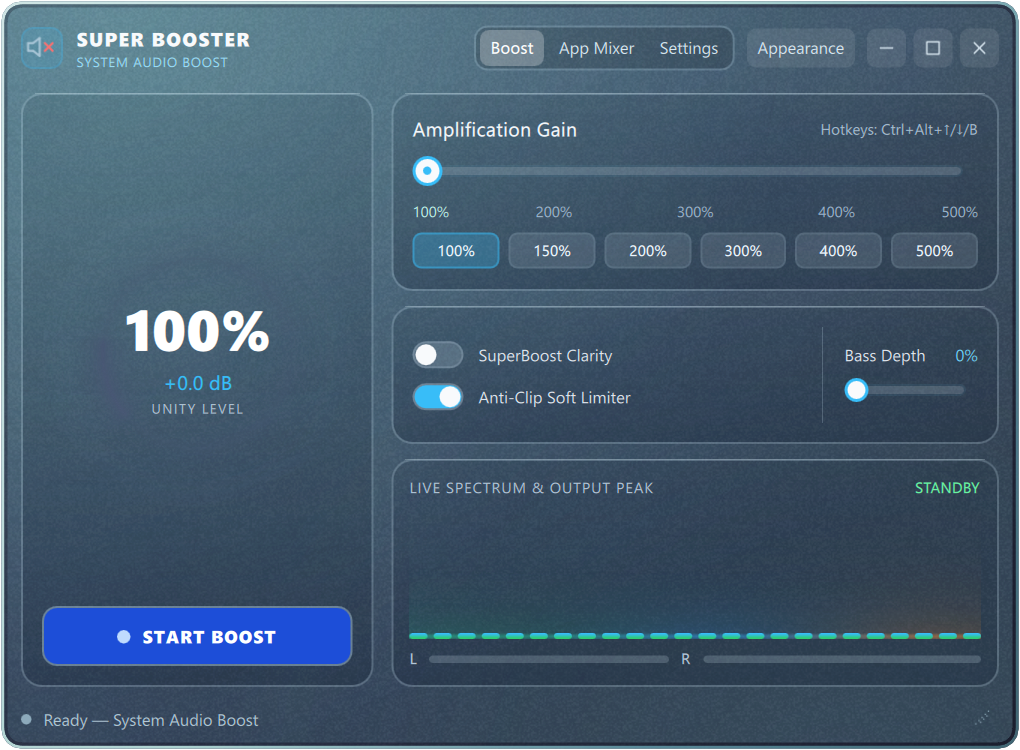 SUPER BOOSTER
SYSTEM AUDIO BOOST
Boost App Mixer Settings Appearance
100%
+0.0 dB
UNITY LEVEL
START BOOST
Amplification Gain Hotkeys: Ctrl+Alt+↑/↓/B
100% 200% 300% 400% 500%
100% 150% 200% 300% 400% 500%
SuperBoost Clarity
Anti-Clip Soft Limiter
Bass Depth 0%
LIVE SPECTRUM & OUTPUT PEAK STANDBY
L R
Ready — System Audio Boost